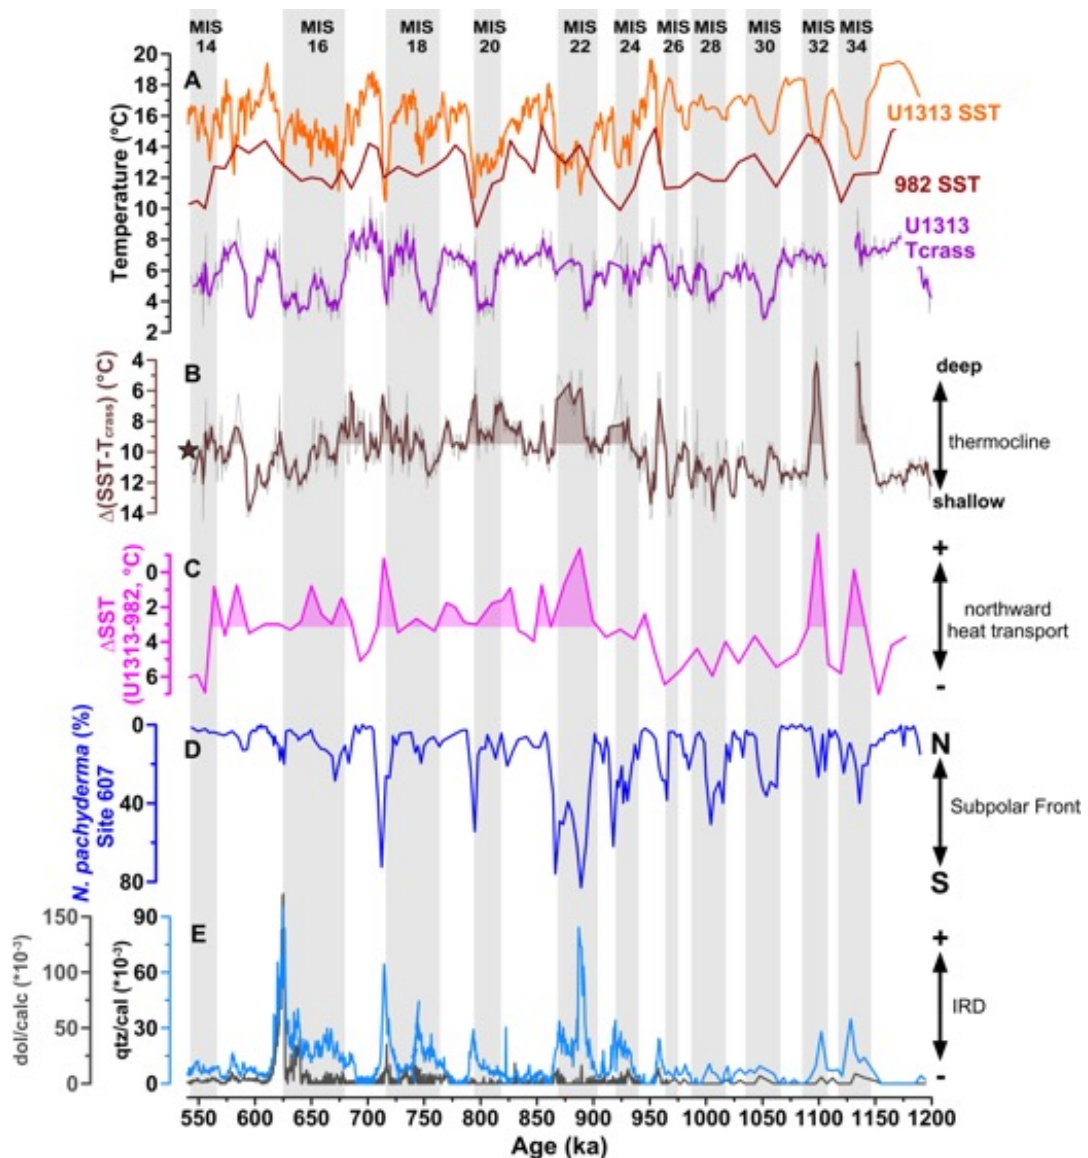 MIS MIS MIS MIS MIS MIS MIS MIS MIS MIS MIS
14 16 18 20 22 24 26 28 30 32 34
A
Temperature (°C)
20
18
16
14
12
10
8
6
4
2
U1313 SST
982 SST
U1313
Tcrass
B
Δ(SST-Tcrass) (°C)
4
6
8
10
12
14
deep
thermocline
shallow
C
ΔSST
(U1313-982, °C)
0
2
4
6
+
northward
heat transport
-
D
N. pachyderma (%)
Site 607
0
40
80
N
Subpolar Front
S
E
dol/calc (*10⁻³)
150
100
50
0
qtz/cal (*10⁻³)
90
60
30
0
+
IRD
-
550 600 650 700 750 800 850 900 950 1000 1050 1100 1150 1200
Age (ka)